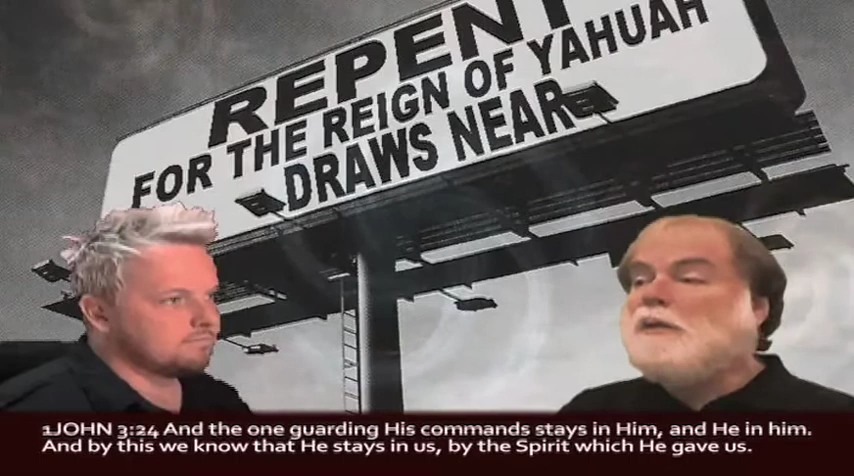 REPENT
FOR THE REIGN OF YAHUAH
DRAWS NEAR
1JOHN 3:24 And the one guarding His commands stays in Him, and He in him.
And by this we know that He stays in us, by the Spirit which He gave us.